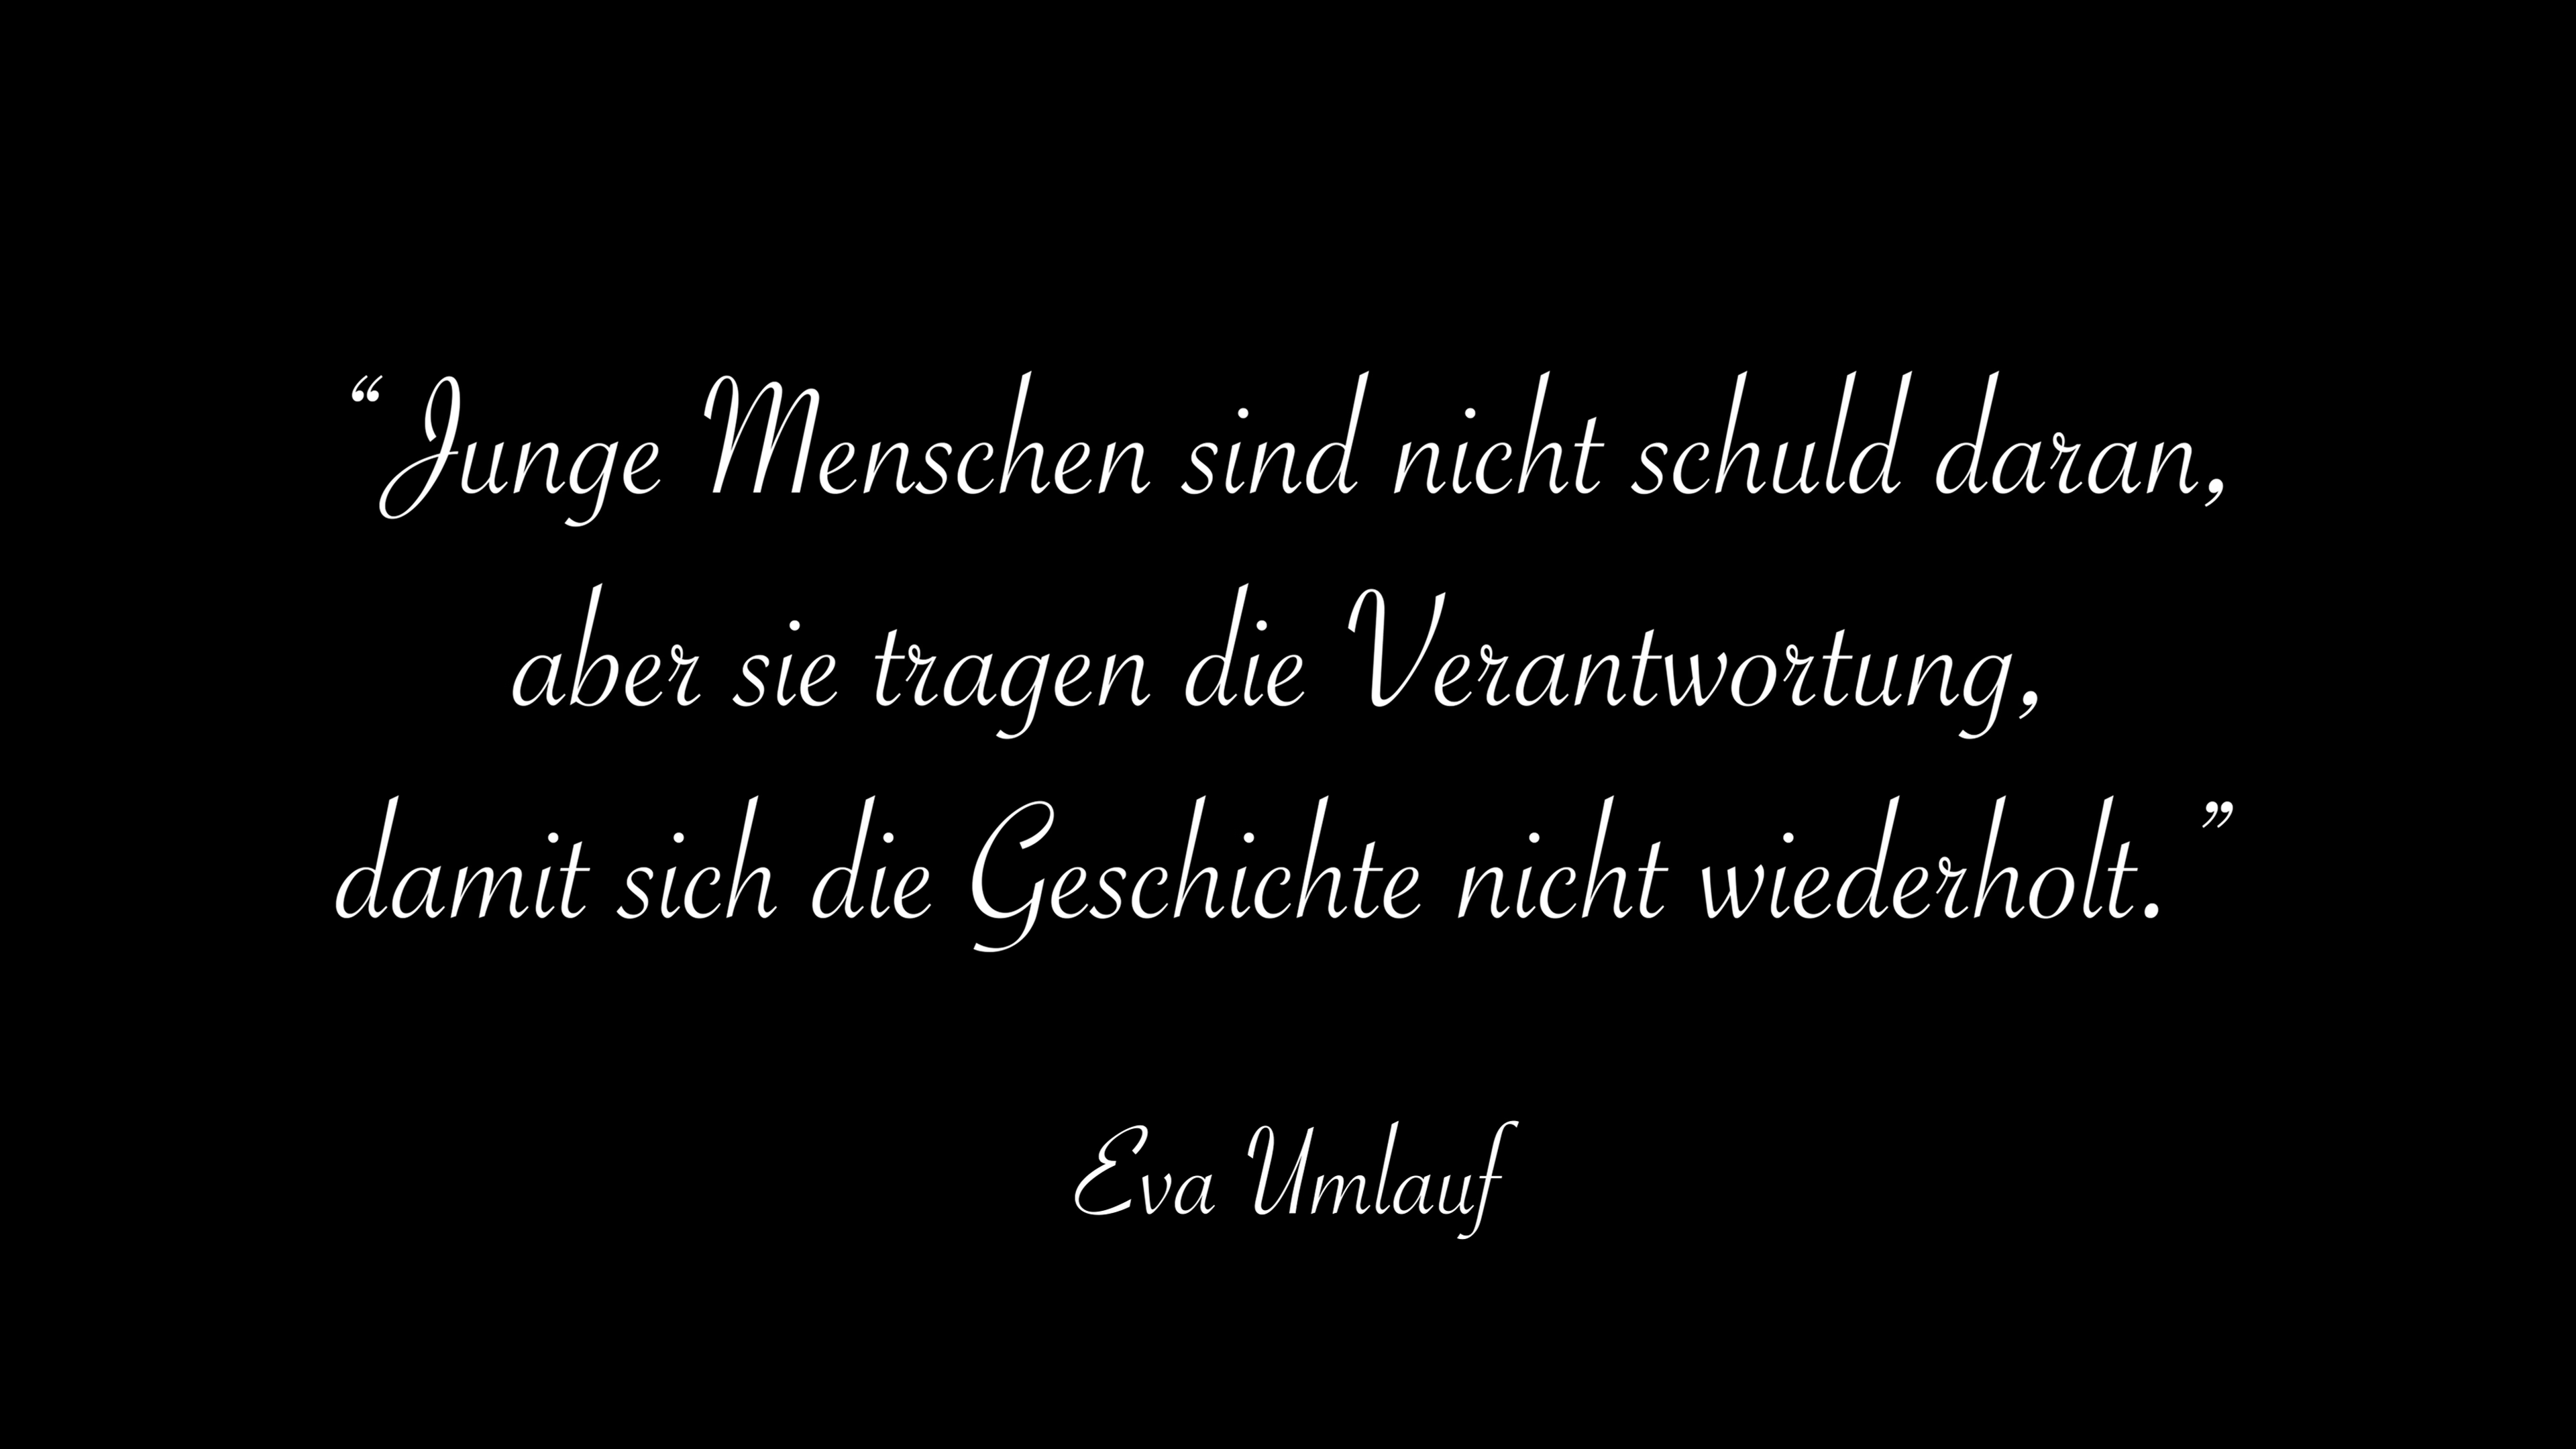 “Junge Menschen sind nicht schuld daran,
aber sie tragen die Verantwortung,
damit sich die Geschichte nicht wiederholt.”
Eva Umlauf